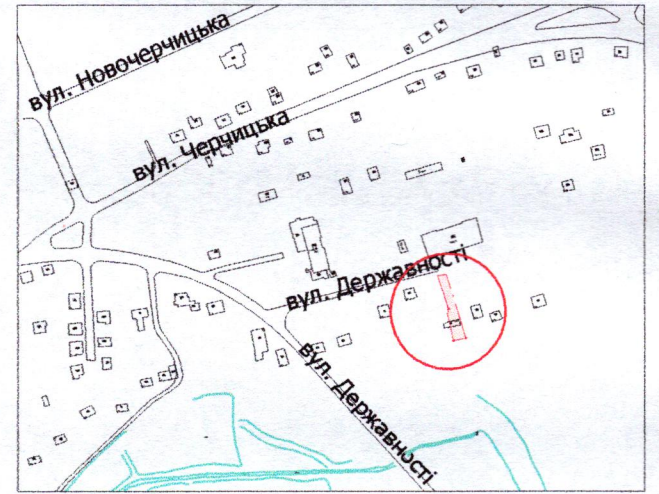 вул. Новочерчицька
вул. Черчицька
вул. Державності
вул. Державності